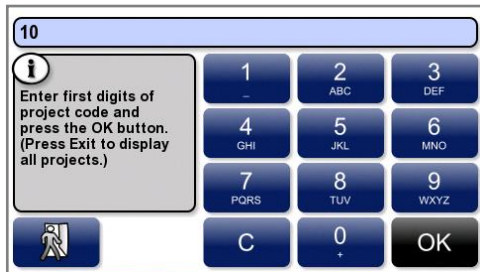 10
i
Enter first digits of
project code and
press the OK button.
(Press Exit to display
all projects.)
1
_
2
ABC
3
DEF
4
GHI
5
JKL
6
MNO
7
PQRS
8
TUV
9
WXYZ
C
0
+
OK